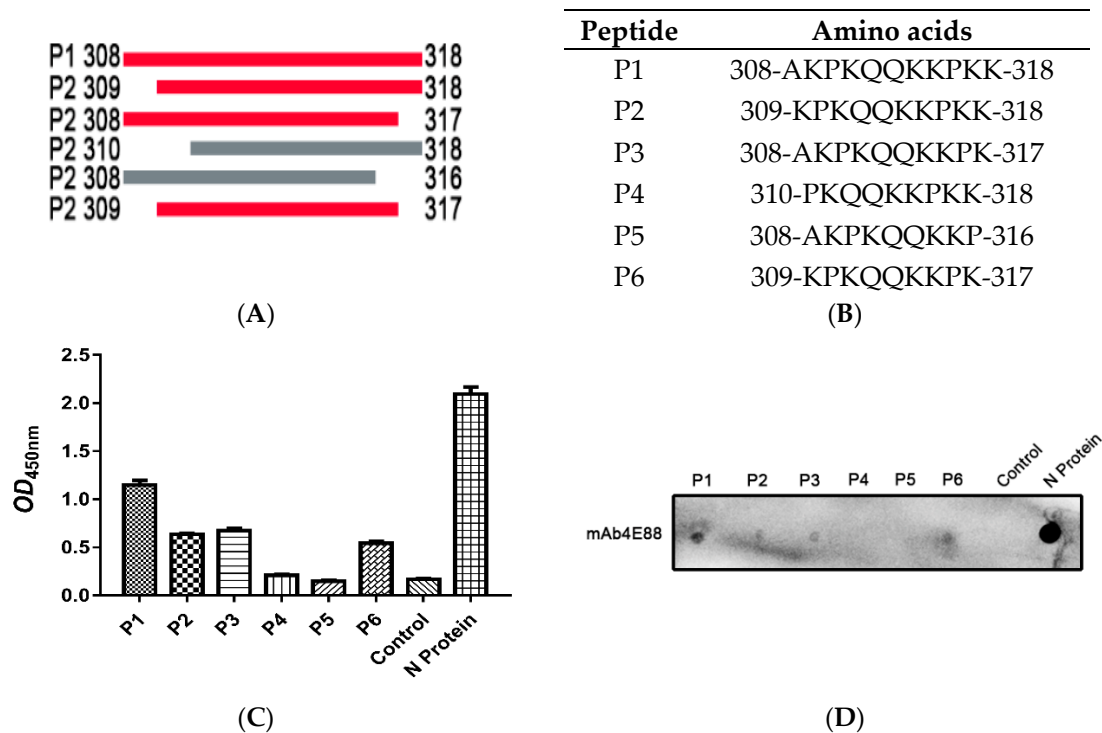 P1 308 318
P2 309 318
P2 308 317
P2 310 318
P2 308 316
P2 309 317
(A)
Peptide Amino acids
P1 308-AKPKQQKKPKK-318
P2 309-KPKQQKKPKK-318
P3 308-AKPKQQKKPK-317
P4 310-PKQQKKPKK-318
P5 308-AKPKQQKKP-316
P6 309-KPKQQKKPK-317
(B)
OD450nm
2.5
2.0
1.5
1.0
0.5
0.0
P1 P2 P3 P4 P5 P6 Control N Protein
(C)
P1 P2 P3 P4 P5 P6 Control N Protein
mAb4E88
(D)